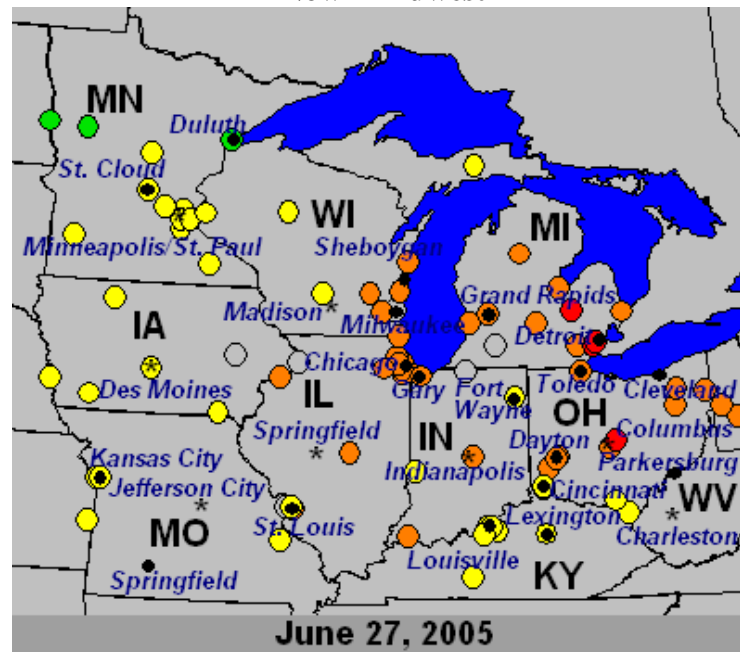 MN
Duluth
St. Cloud
WI
MI
Minneapolis/St. Paul
Sheboygan
Grand Rapids
IA
Madison
Milwaukee
Detroit
Chicago
Des Moines
IL
Gary
Fort
Wayne
Toledo
Cleveland
OH
Springfield
IN
Dayton
Columbus
Kansas City
Indianapolis
Parkersburg
Jefferson City
Cincinnati
WV
MO
St. Louis
Lexington
Charleston
Springfield
Louisville
KY
June 27, 2005